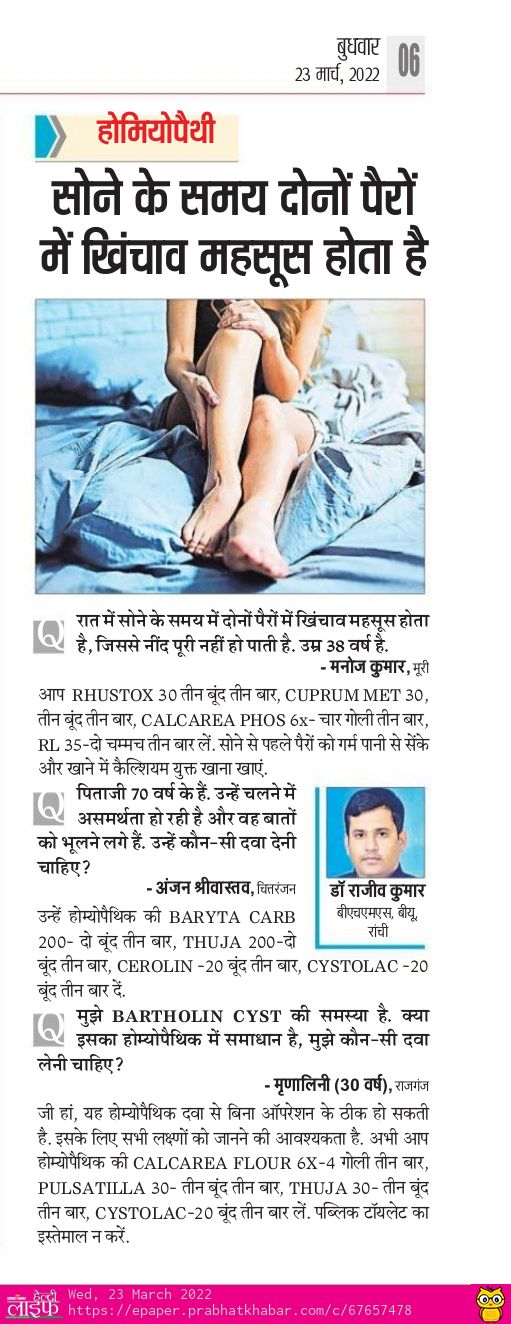 बुधवार
23 मार्च, 2022
06
होमियोपैथी
सोने के समय दोनों पैरों
में खिंचाव महसूस होता है
Q रात में सोने के समय में दोनों पैरों में खिंचाव महसूस होता
है, जिससे नींद पूरी नहीं हो पाती है. उम्र 38 वर्ष है.
- मनोज कुमार, मूरी
आप RHUSTOX 30 तीन बूंद तीन बार, CUPRUM MET 30,
तीन बूंद तीन बार, CALCAREA PHOS 6x- चार गोली तीन बार,
RL 35-दो चम्मच तीन बार लें. सोने से पहले पैरों को गर्म पानी से सेंके
और खाने में कैल्शियम युक्त खाना खाएं.
Q पिताजी 70 वर्ष के हैं. उन्हें चलने में
असमर्थता हो रही है और वह बातों
को भूलने लगे हैं. उन्हें कौन-सी दवा देनी
चाहिए?
- अंजन श्रीवास्तव, चित्तरंजन
उन्हें होम्योपैथिक की BARYTA CARB
200- दो बूंद तीन बार, THUJA 200-दो
बूंद तीन बार, CEROLIN -20 बूंद तीन बार, CYSTOLAC -20
बूंद तीन बार दें.
डॉ राजीव कुमार
बीएचएमएस, बीयू,
रांची
Q मुझे BARTHOLIN CYST की समस्या है. क्या
इसका होम्योपैथिक में समाधान है, मुझे कौन-सी दवा
लेनी चाहिए?
- मृणालिनी (30 वर्ष), राजगंज
जी हां, यह होम्योपैथिक दवा से बिना ऑपरेशन के ठीक हो सकती
है. इसके लिए सभी लक्ष्णों को जानने की आवश्यकता है. अभी आप
होम्योपैथिक की CALCAREA FLOUR 6X-4 गोली तीन बार,
PULSATILLA 30- तीन बूंद तीन बार, THUJA 30- तीन बूंद
तीन बार, CYSTOLAC-20 बूंद तीन बार लें. पब्लिक टॉयलेट का
इस्तेमाल न करें.
हेल्दी
लाइफ
Wed, 23 March 2022
https://epaper.prabhatkhabar.com/c/67657478